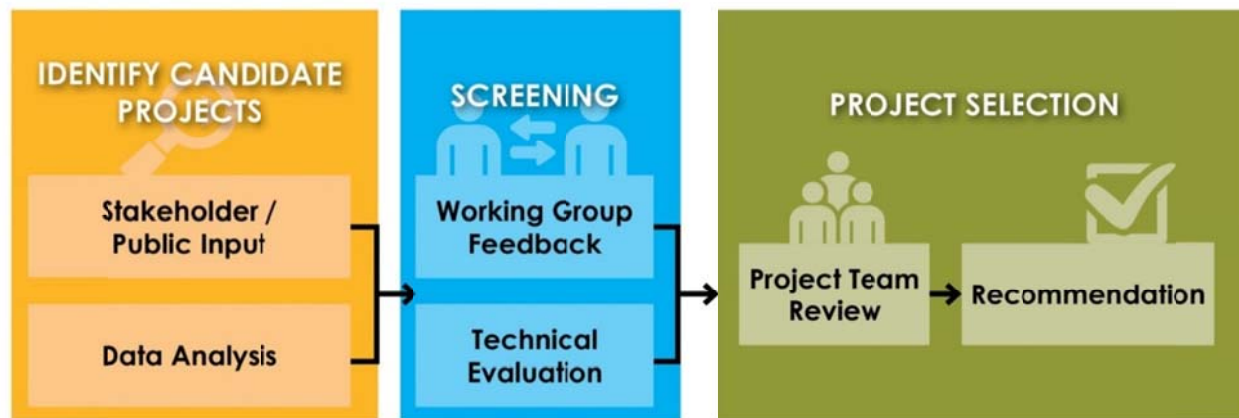 IDENTIFY CANDIDATE
PROJECTS
Stakeholder /
Public Input
Data Analysis
SCREENING
Working Group
Feedback
Technical
Evaluation
PROJECT SELECTION
Project Team
Review
Recommendation